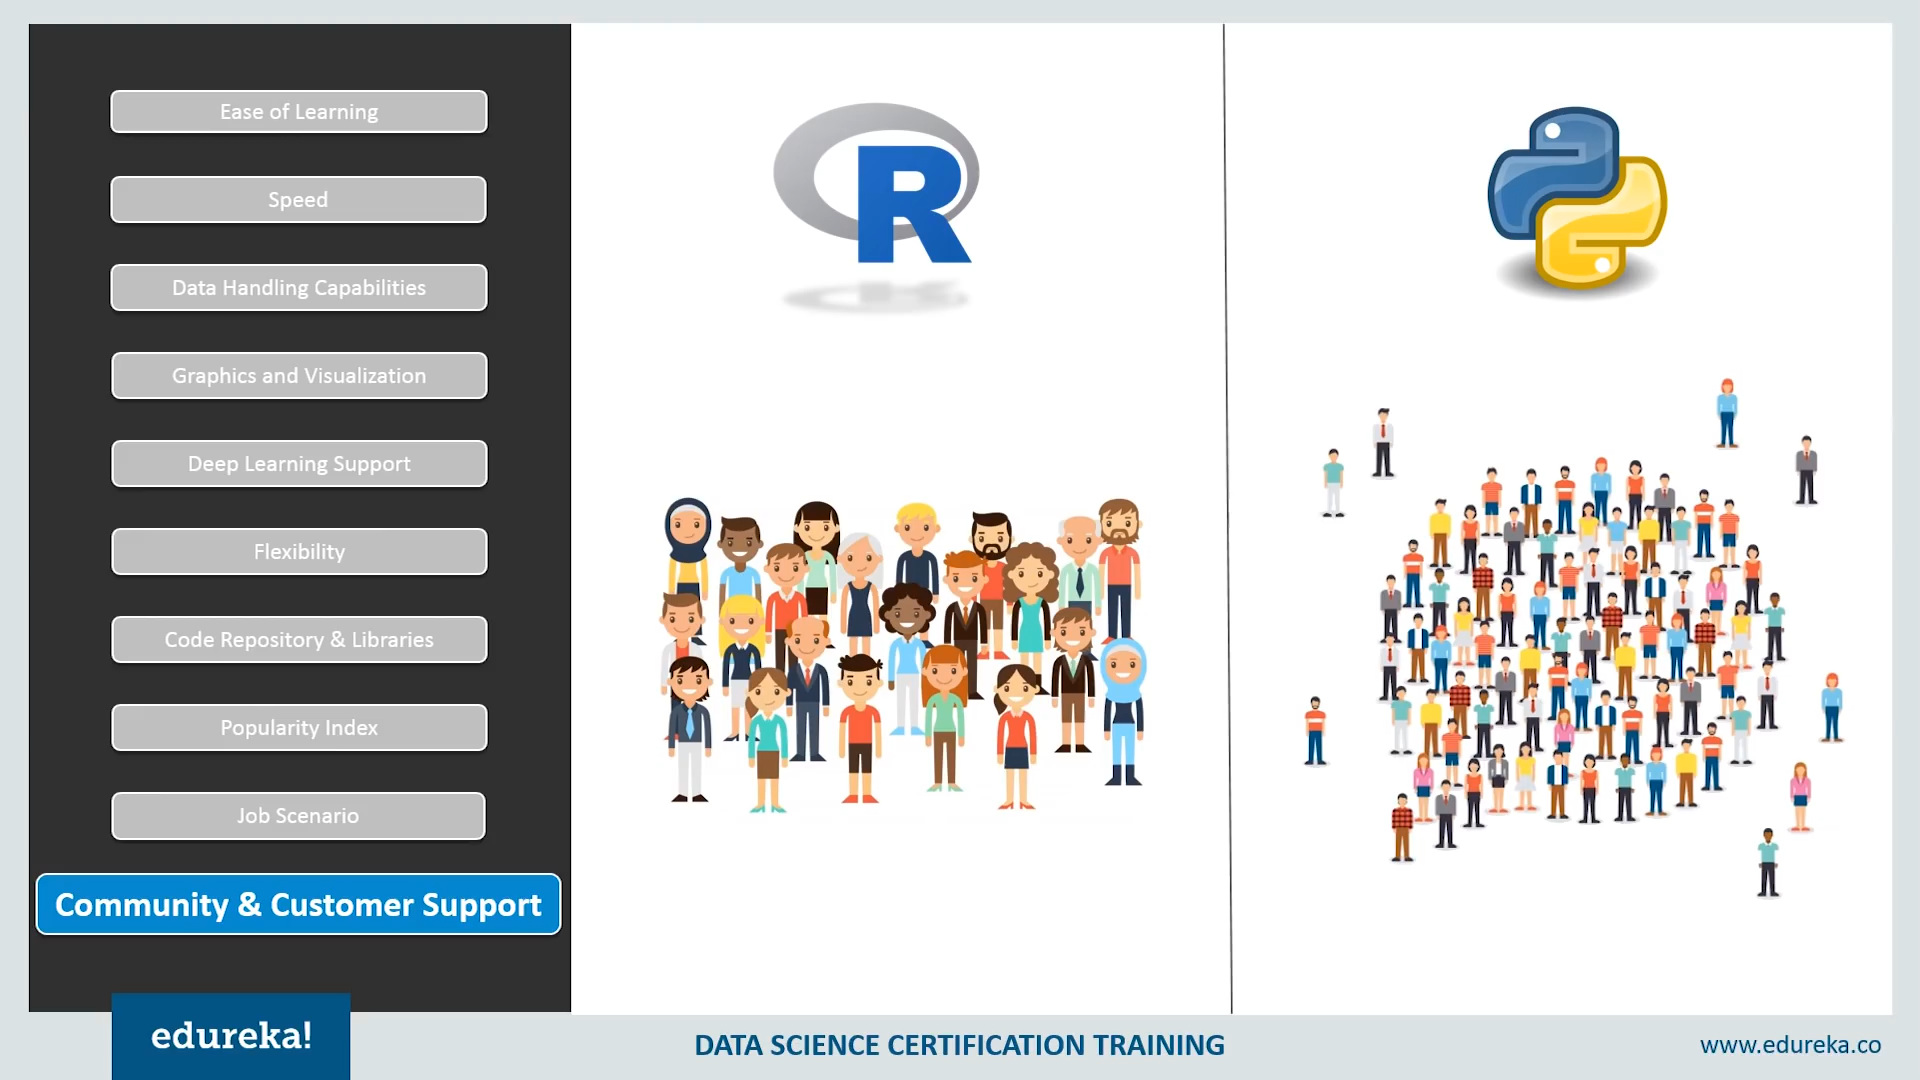 Ease of Learning
Speed
Data Handling Capabilities
Graphics and Visualization
Deep Learning Support
Flexibility
Code Repository & Libraries
Popularity Index
Job Scenario
Community & Customer Support
R
edureka!
DATA SCIENCE CERTIFICATION TRAINING
www.edureka.co